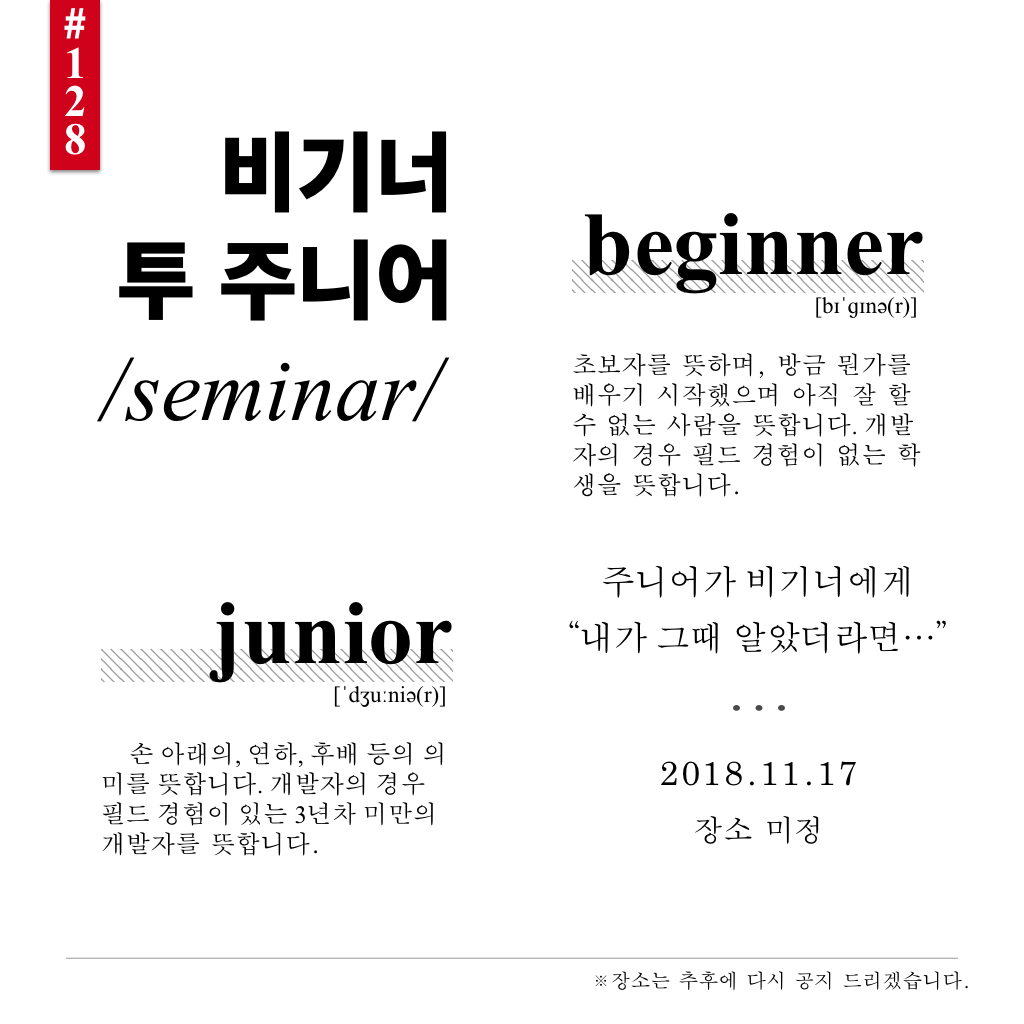 #128
비기너
투 주니어
/seminar/
beginner
[bɪˈɡɪnə(r)]
초보자를 뜻하며, 방금 뭔가를
배우기 시작했으며 아직 잘 할
수 없는 사람을 뜻합니다. 개발
자의 경우 필드 경험이 없는 학
생을 뜻합니다.
junior
[ˈdʒuːniə(r)]
손 아래의, 연하, 후배 등의 의
미를 뜻합니다. 개발자의 경우
필드 경험이 있는 3년차 미만의
개발자를 뜻합니다.
주니어가 비기너에게
“내가 그때 알았더라면…”
• • •
2018.11.17
장소 미정
※장소는 추후에 다시 공지 드리겠습니다.